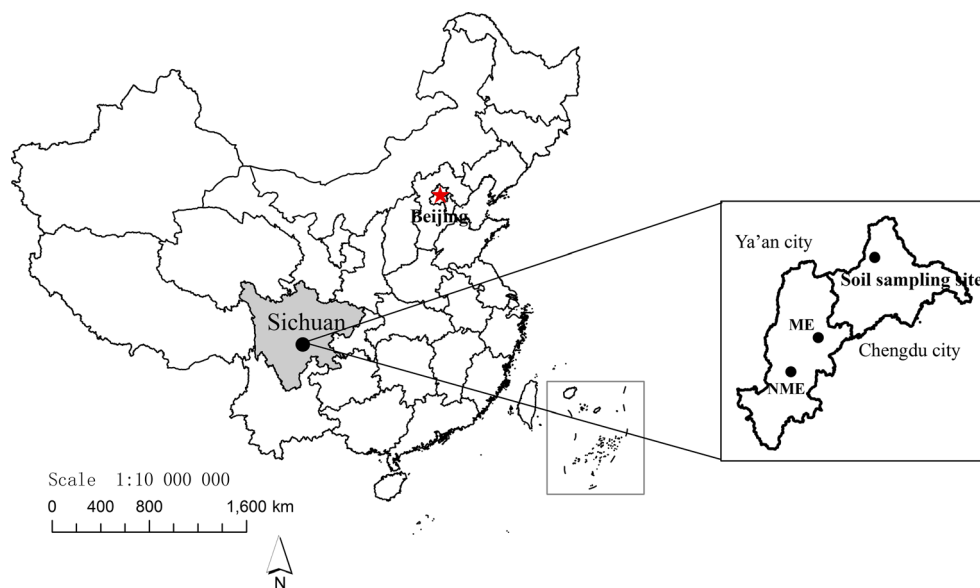 Beijing
Ya'an city
Soil sampling site
Sichuan
ME
Chengdu city
NME
Scale 1:10 000 000
0 400 800 1,600 km
N